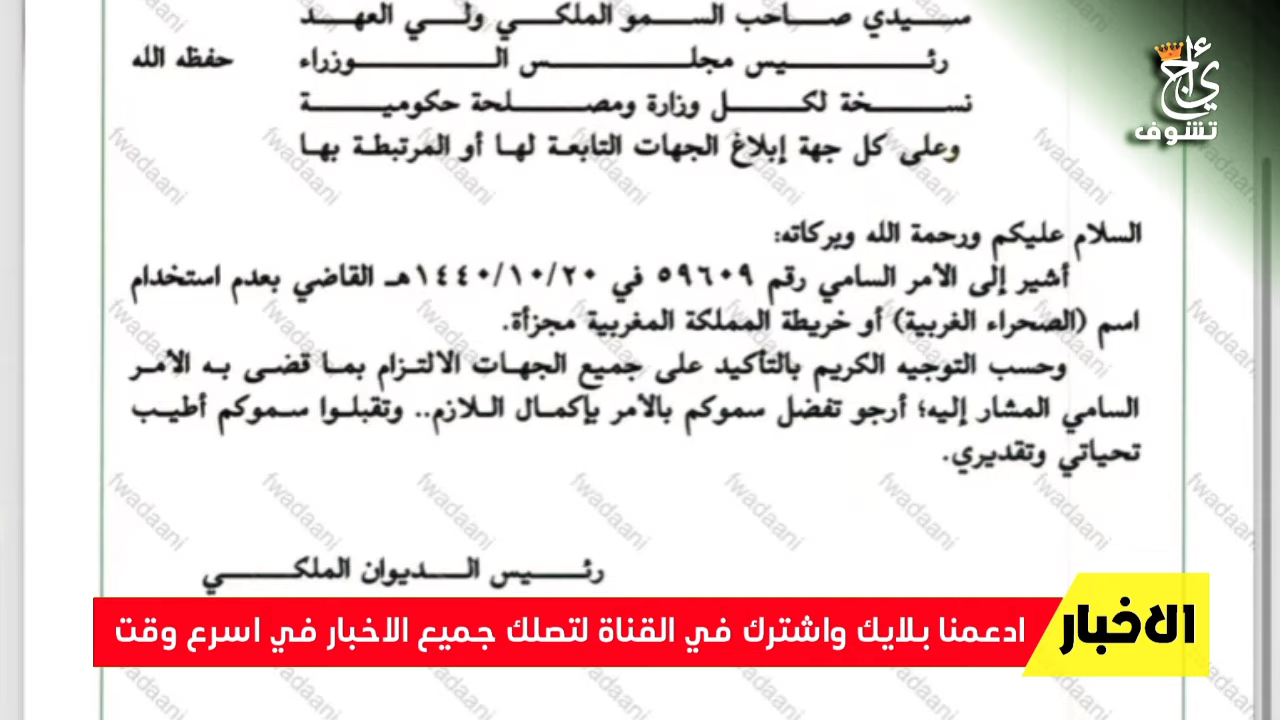 سيدي صاحب السمو الملكي ولي العهد
رئيس مجلس الوزراء حفظه الله
نسخة لكل وزارة ومصلحة حكومية
وعلى كل جهة إبلاغ الجهات التابعة لها أو المرتبطة بها
السلام عليكم ورحمة الله وبركاته:
أشير إلى الأمر السامي رقم ٥٩٦٠٩ في ١٤٤٠/١٠/٢٠هـ القاضي بعدم استخدام
اسم (الصحراء الغربية) أو خريطة المملكة المغربية مجزأة.
وحسب التوجيه الكريم بالتأكيد على جميع الجهات الالتزام بما قضى به الأمر
السامي المشار إليه؛ أرجو تفضل سموكم بالأمر بإكمال اللازم.. وتقبلوا سموكم أطيب
تحياتي وتقديري.
رئيس الديوان الملكي
الاخبار
ادعمنا بلايك واشترك في القناة لتصلك جميع الاخبار في اسرع وقت
تشوف
fwadaani